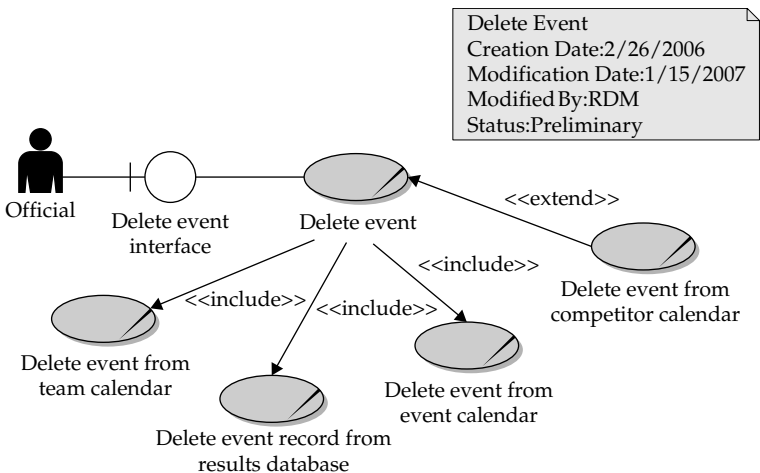 Delete Event
Creation Date:2/26/2006
Modification Date:1/15/2007
Modified By:RDM
Status:Preliminary
Official
Delete event
interface
Delete event
<<extend>>
<<include>>
<<include>>
<<include>>
Delete event from
competitor calendar
Delete event from
team calendar
Delete event from
event calendar
Delete event record from
results database